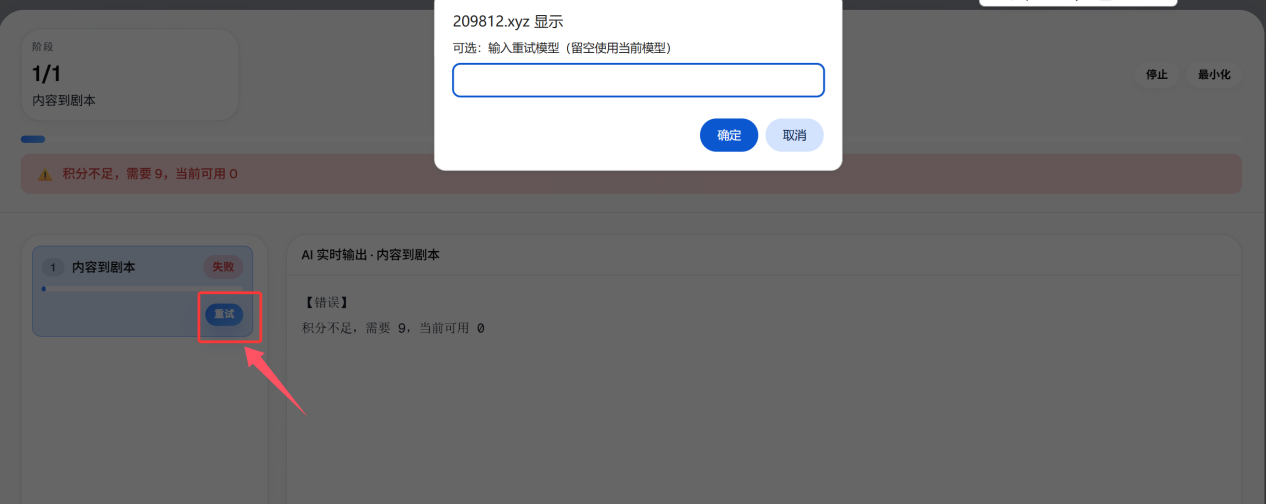 209812.xyz 显示
可选：输入重试模型（留空使用当前模型）
确定
取消
阶段
1/1
内容到剧本
停止
最小化
积分不足，需要 9，当前可用 0
1 内容到剧本
失败
重试
AI 实时输出 · 内容到剧本
【错误】
积分不足，需要 9，当前可用 0